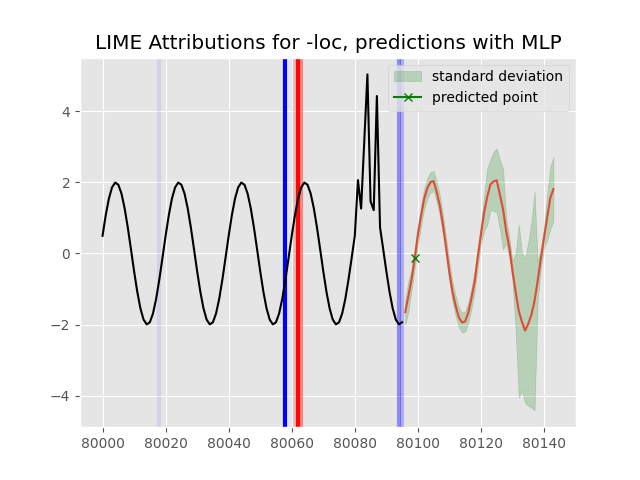 LIME Attributions for -loc, predictions with MLP
standard deviation
predicted point
4
2
0
−2
−4
80000 80020 80040 80060 80080 80100 80120 80140